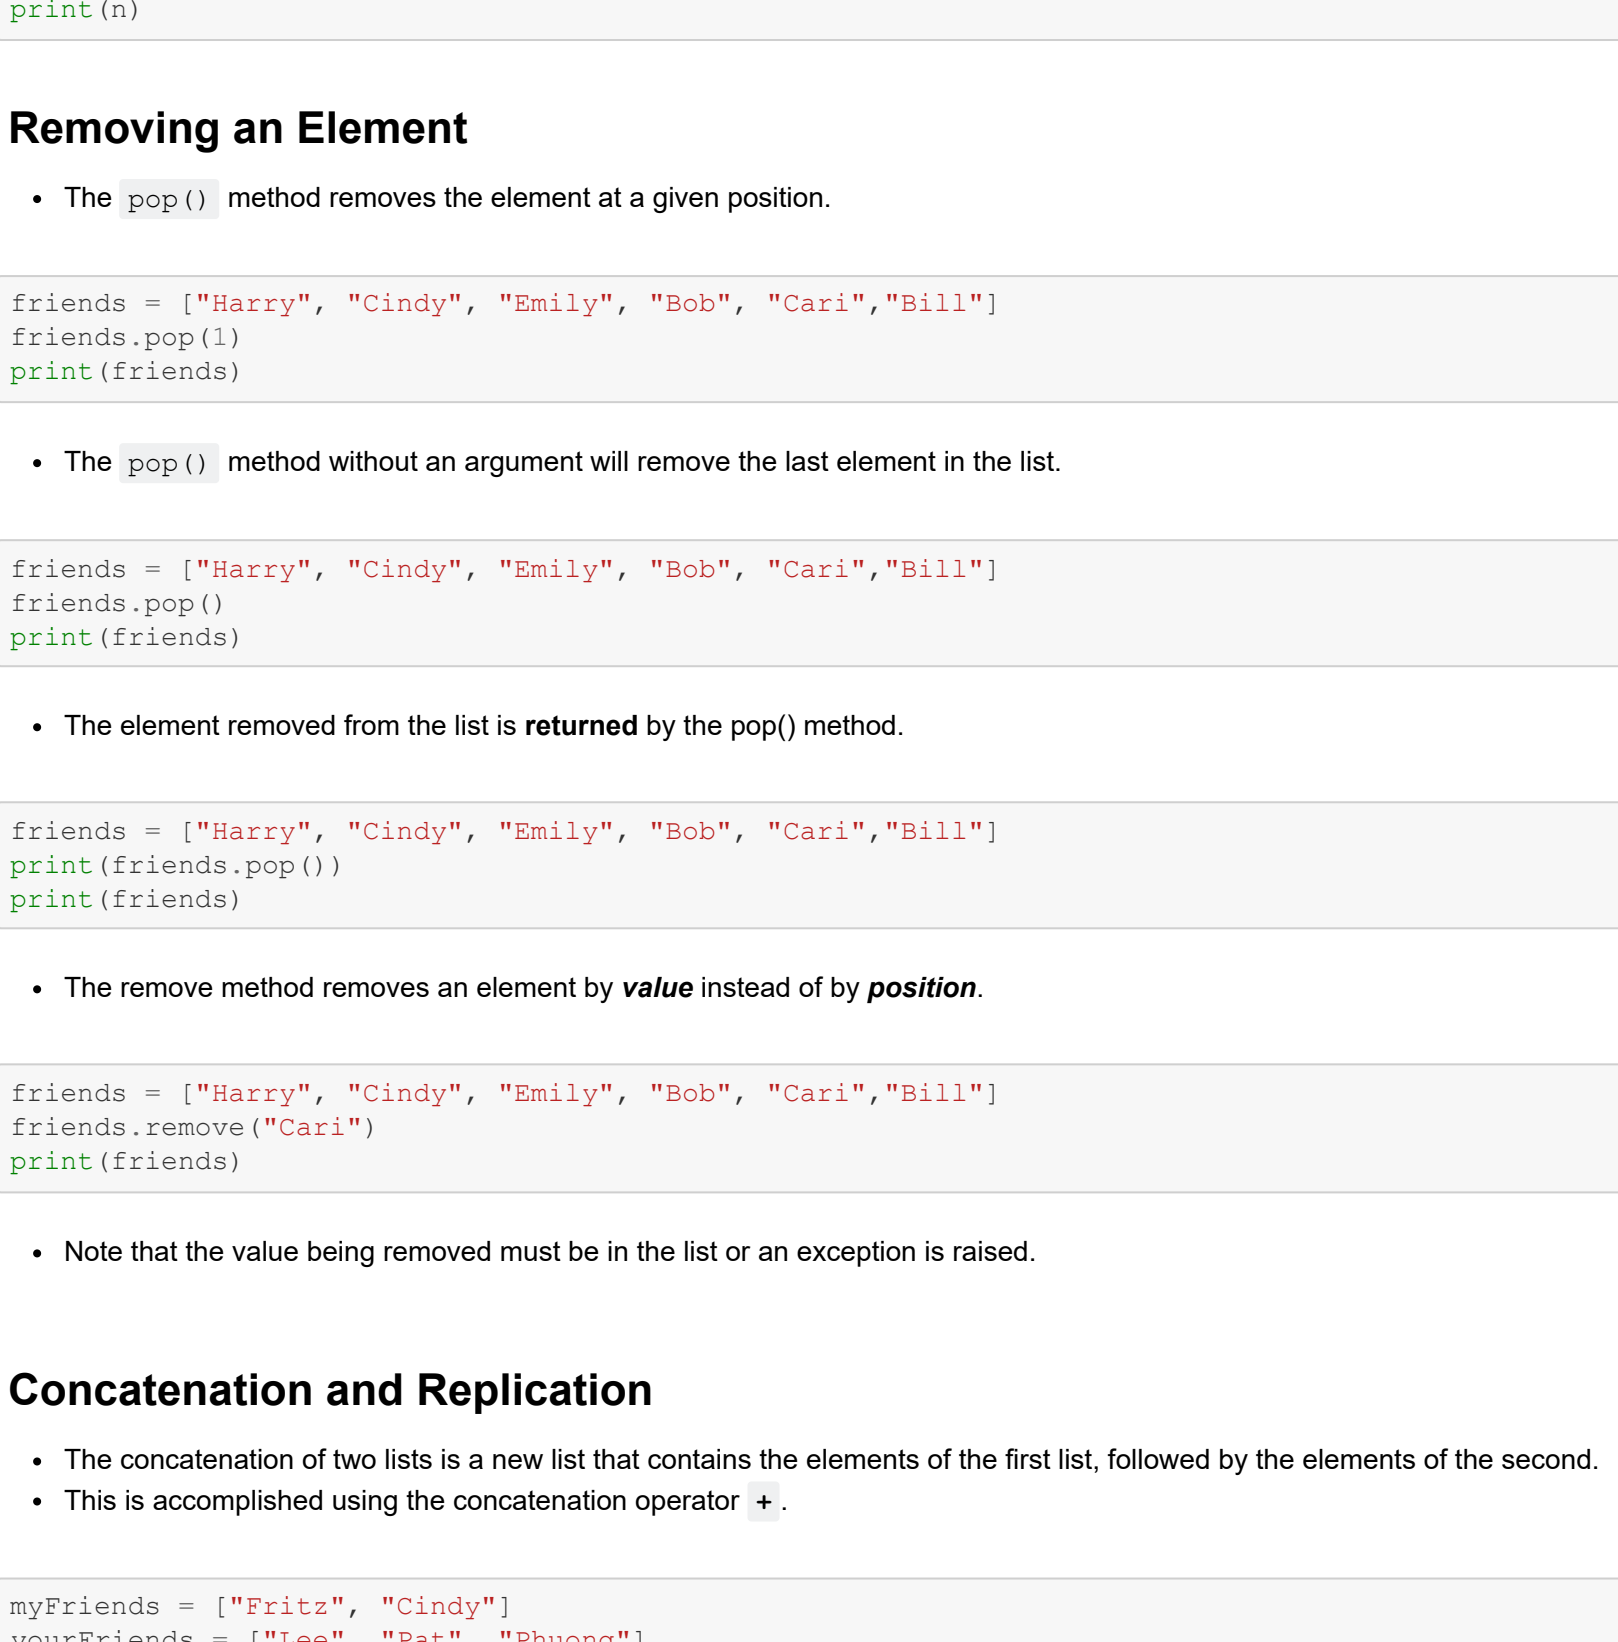 print(n)
Removing an Element
• The pop() method removes the element at a given position.
friends = ["Harry", "Cindy", "Emily", "Bob", "Cari","Bill"]
friends.pop(1)
print(friends)
• The pop() method without an argument will remove the last element in the list.
friends = ["Harry", "Cindy", "Emily", "Bob", "Cari","Bill"]
friends.pop()
print(friends)
• The element removed from the list is returned by the pop() method.
friends = ["Harry", "Cindy", "Emily", "Bob", "Cari","Bill"]
print(friends.pop())
print(friends)
• The remove method removes an element by value instead of by position.
friends = ["Harry", "Cindy", "Emily", "Bob", "Cari","Bill"]
friends.remove("Cari")
print(friends)
• Note that the value being removed must be in the list or an exception is raised.
Concatenation and Replication
• The concatenation of two lists is a new list that contains the elements of the first list, followed by the elements of the second.
• This is accomplished using the concatenation operator +.
myFriends = ["Fritz", "Cindy"]
yourFriends = ["Lee", "Pat", "Phuong"]